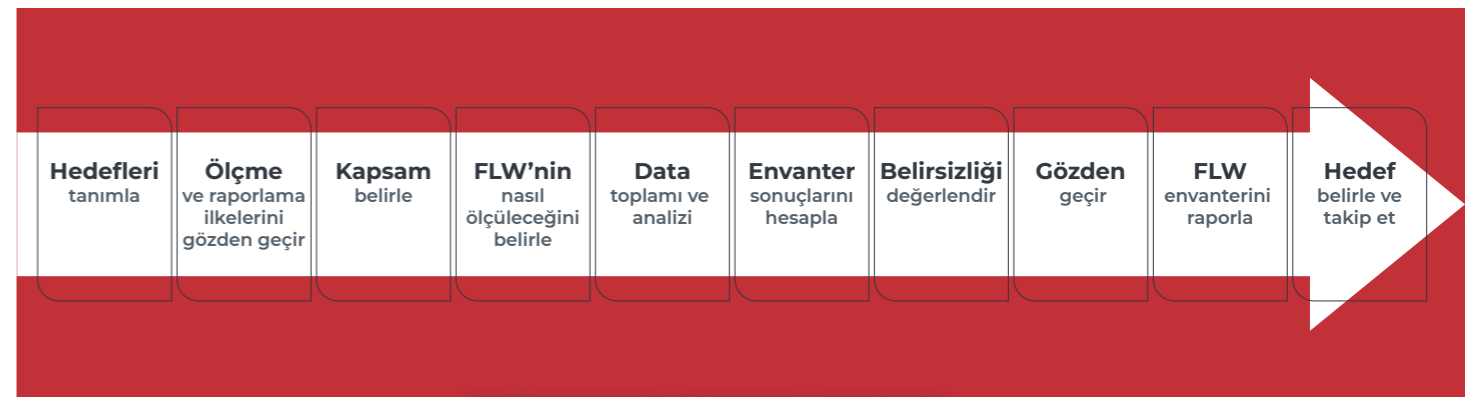 Hedefleri
tanımla
Ölçme
ve raporlama
ilkelerini
gözden geçir
Kapsam
belirle
FLW’nin
nasıl
ölçüleceğini
belirle
Data
toplamı ve
analizi
Envanter
sonuçlarını
hesapla
Belirsizliği
değerlendir
Gözden
geçir
FLW
envanterini
raporla
Hedef
belirle ve
takip et